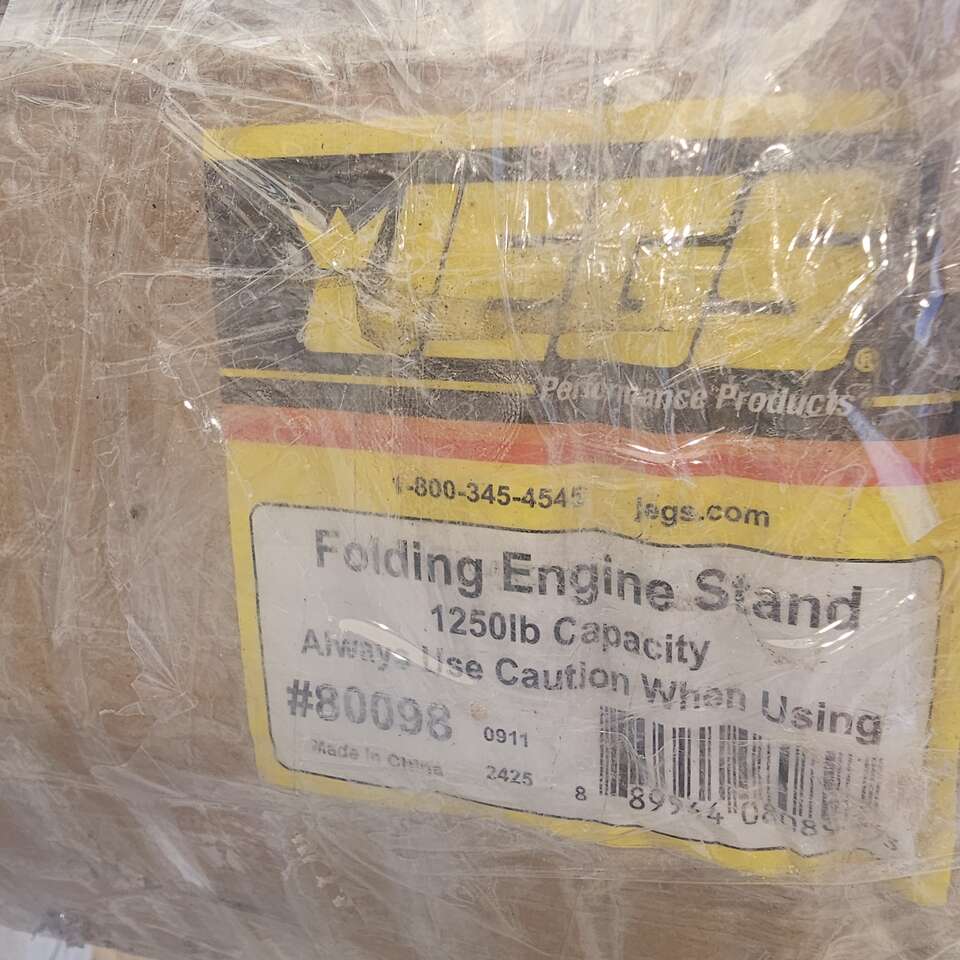 JEGS®
Performance Products
1-800-345-4545 jegs.com
Folding Engine Stand
1250lb Capacity
Always Use Caution When Using
#80098 0911
Made In China 2425
8